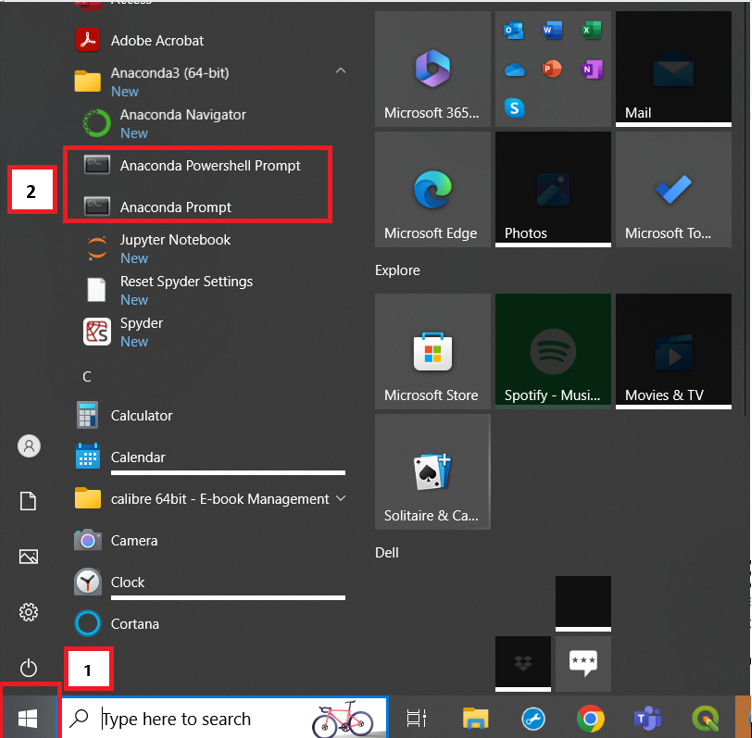 Access
Adobe Acrobat
Anaconda3 (64-bit)
New
Anaconda Navigator
New
2
Anaconda Powershell Prompt
Anaconda Prompt
Jupyter Notebook
New
Reset Spyder Settings
New
Spyder
New
C
Calculator
Calendar
calibre 64bit - E-book Management
Camera
Clock
Cortana
1
Type here to search
Microsoft 365...
Mail
Microsoft Edge
Photos
Microsoft To...
Explore
Microsoft Store
Spotify - Musi...
Movies & TV
Solitaire & Ca...
Dell